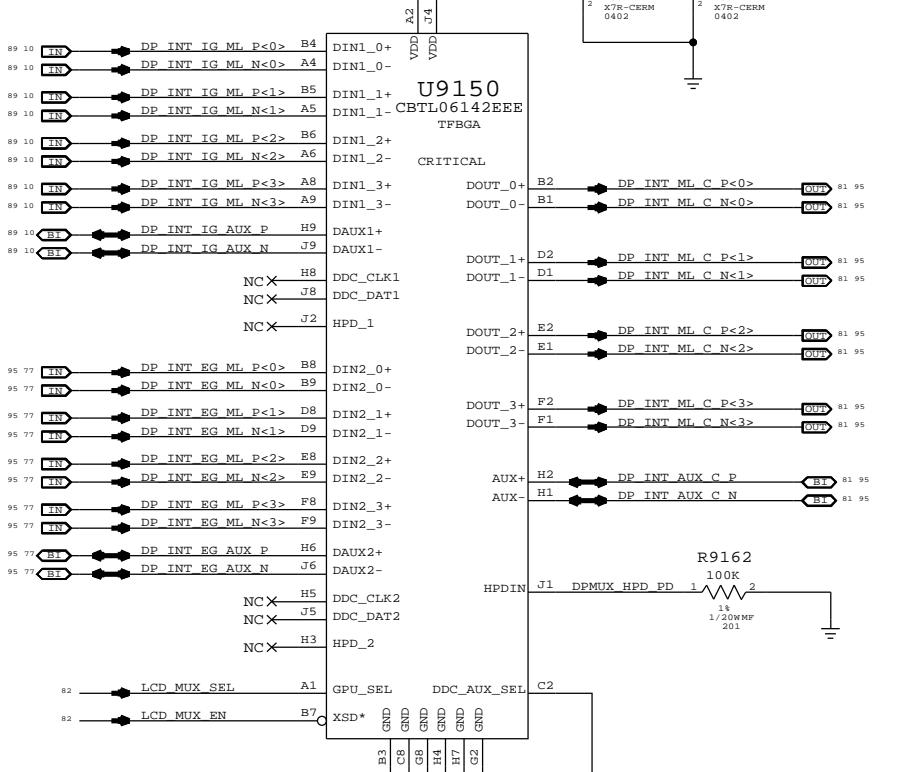 A2 J4
VDD VDD
2 X7R-CERM
0402
2 X7R-CERM
0402
U9150
CBTL06142EEE
TFBGA
CRITICAL
89 10 IN DP_INT_IG_ML_P<0> B4 DIN1_0+
89 10 IN DP_INT_IG_ML_N<0> A4 DIN1_0-
89 10 IN DP_INT_IG_ML_P<1> B5 DIN1_1+
89 10 IN DP_INT_IG_ML_N<1> A5 DIN1_1-
89 10 IN DP_INT_IG_ML_P<2> B6 DIN1_2+
89 10 IN DP_INT_IG_ML_N<2> A6 DIN1_2-
89 10 IN DP_INT_IG_ML_P<3> A8 DIN1_3+
89 10 IN DP_INT_IG_ML_N<3> A9 DIN1_3-
89 10 BI DP_INT_IG_AUX_P H9 DAUX1+
89 10 BI DP_INT_IG_AUX_N J9 DAUX1-
NC H8 DDC_CLK1
NC J8 DDC_DAT1
NC J2 HPD_1
95 77 IN DP_INT_EG_ML_P<0> B8 DIN2_0+
95 77 IN DP_INT_EG_ML_N<0> B9 DIN2_0-
95 77 IN DP_INT_EG_ML_P<1> D8 DIN2_1+
95 77 IN DP_INT_EG_ML_N<1> D9 DIN2_1-
95 77 IN DP_INT_EG_ML_P<2> E8 DIN2_2+
95 77 IN DP_INT_EG_ML_N<2> E9 DIN2_2-
95 77 IN DP_INT_EG_ML_P<3> F8 DIN2_3+
95 77 IN DP_INT_EG_ML_N<3> F9 DIN2_3-
95 77 BI DP_INT_EG_AUX_P H6 DAUX2+
95 77 BI DP_INT_EG_AUX_N J6 DAUX2-
NC H5 DDC_CLK2
NC J5 DDC_DAT2
NC H3 HPD_2
82 LCD_MUX_SEL A1 GPU_SEL
82 LCD_MUX_EN B7 XSD*
DOUT_0+ B2 DP_INT_ML_C_P<0> OUT 81 95
DOUT_0- B1 DP_INT_ML_C_N<0> OUT 81 95
DOUT_1+ D2 DP_INT_ML_C_P<1> OUT 81 95
DOUT_1- D1 DP_INT_ML_C_N<1> OUT 81 95
DOUT_2+ E2 DP_INT_ML_C_P<2> OUT 81 95
DOUT_2- E1 DP_INT_ML_C_N<2> OUT 81 95
DOUT_3+ F2 DP_INT_ML_C_P<3> OUT 81 95
DOUT_3- F1 DP_INT_ML_C_N<3> OUT 81 95
AUX+ H2 DP_INT_AUX_C_P BI 81 95
AUX- H1 DP_INT_AUX_C_N BI 81 95
R9162
100K
HPDIN J1 DPMUX_HPD_PD 1 2
1%
1/20W MF
201
DDC_AUX_SEL C2
GND GND GND GND GND GND
B3 C8 G8 H4 H7 G2